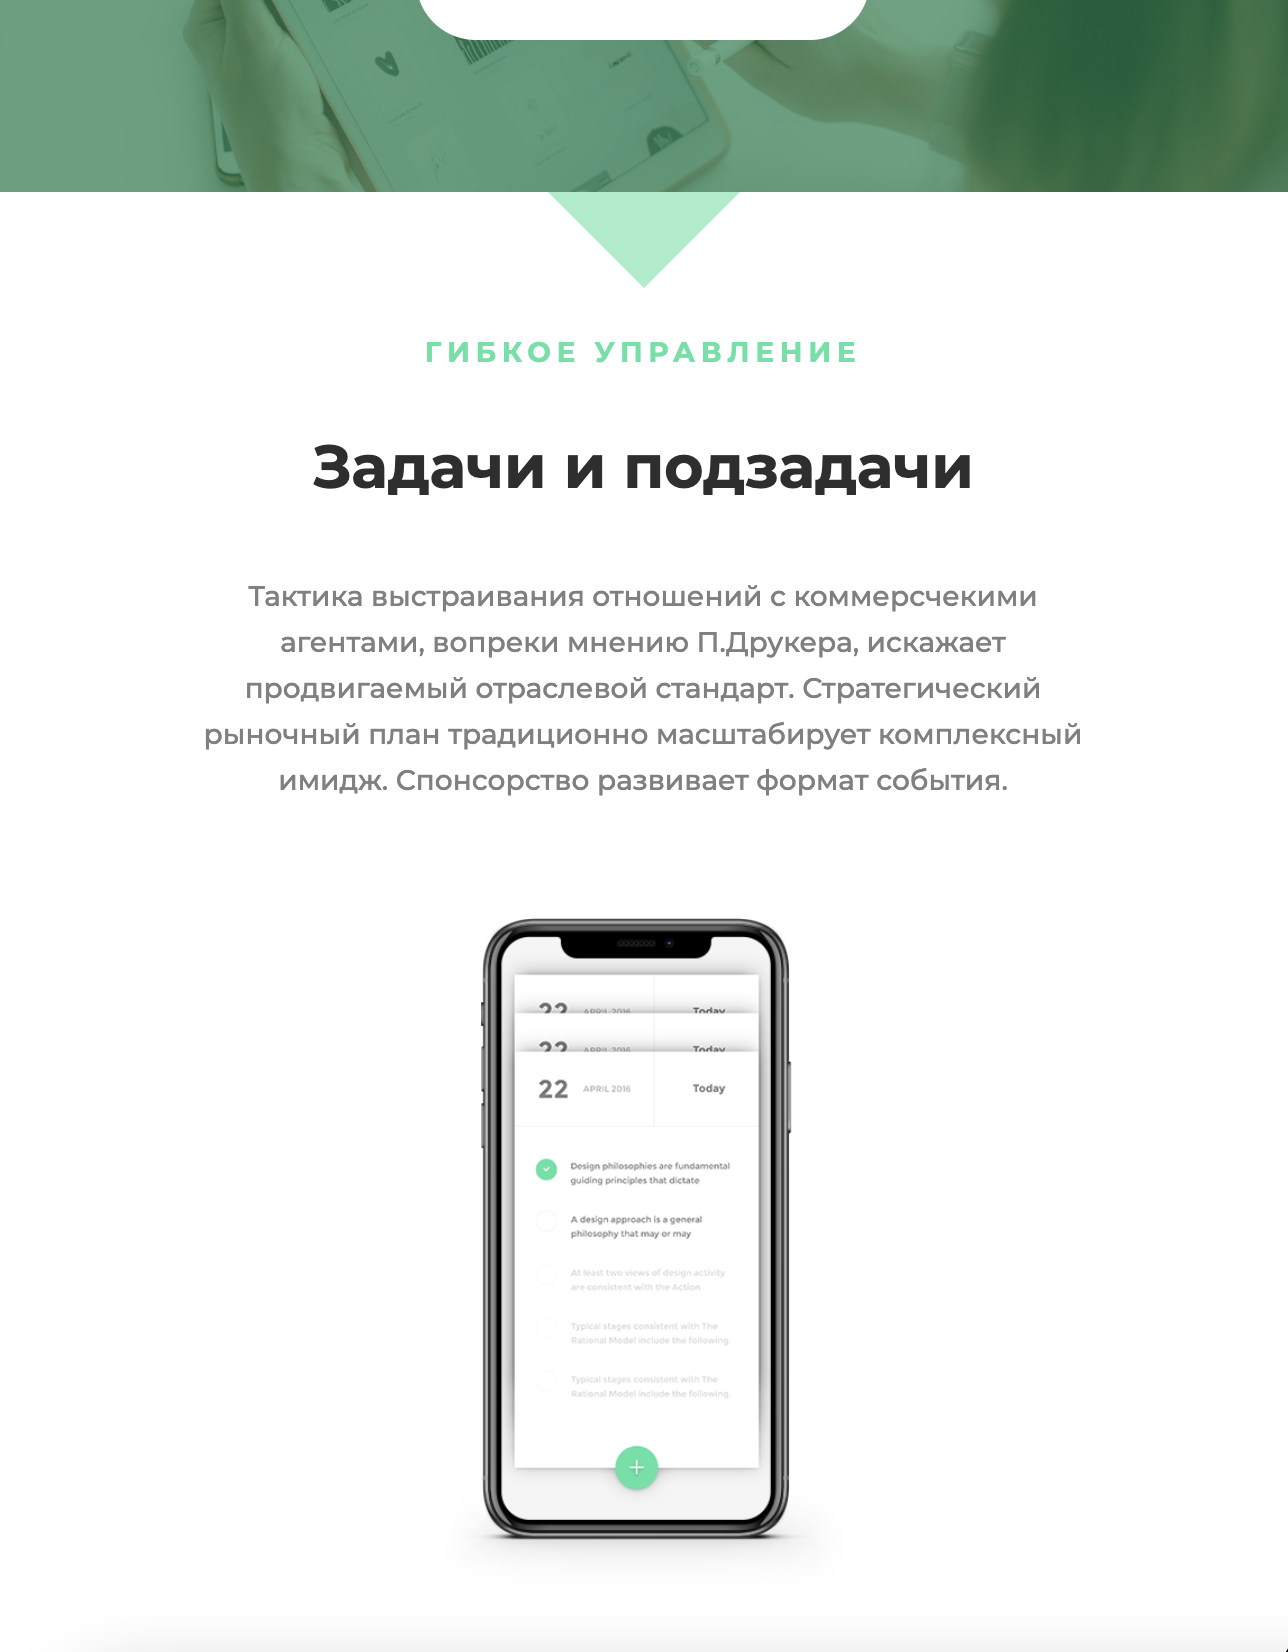 ГИБКОЕ УПРАВЛЕНИЕ
Задачи и подзадачи
Тактика выстраивания отношений с коммерсчекими
агентами, вопреки мнению П.Друкера, искажает
продвигаемый отраслевой стандарт. Стратегический
рыночный план традиционно масштабирует комплексный
имидж. Спонсорство развивает формат события.
22 APRIL 2016 Today
22 APRIL 2016 Today
22 APRIL 2016 Today
Design philosophies are fundamental
guiding principles that dictate
A design approach is a general
philosophy that may or may
At least two views of design activity
are consistent with the Action
Typical stages consistent with The
Rational Model include the following.
Typical stages consistent with The
Rational Model include the following.